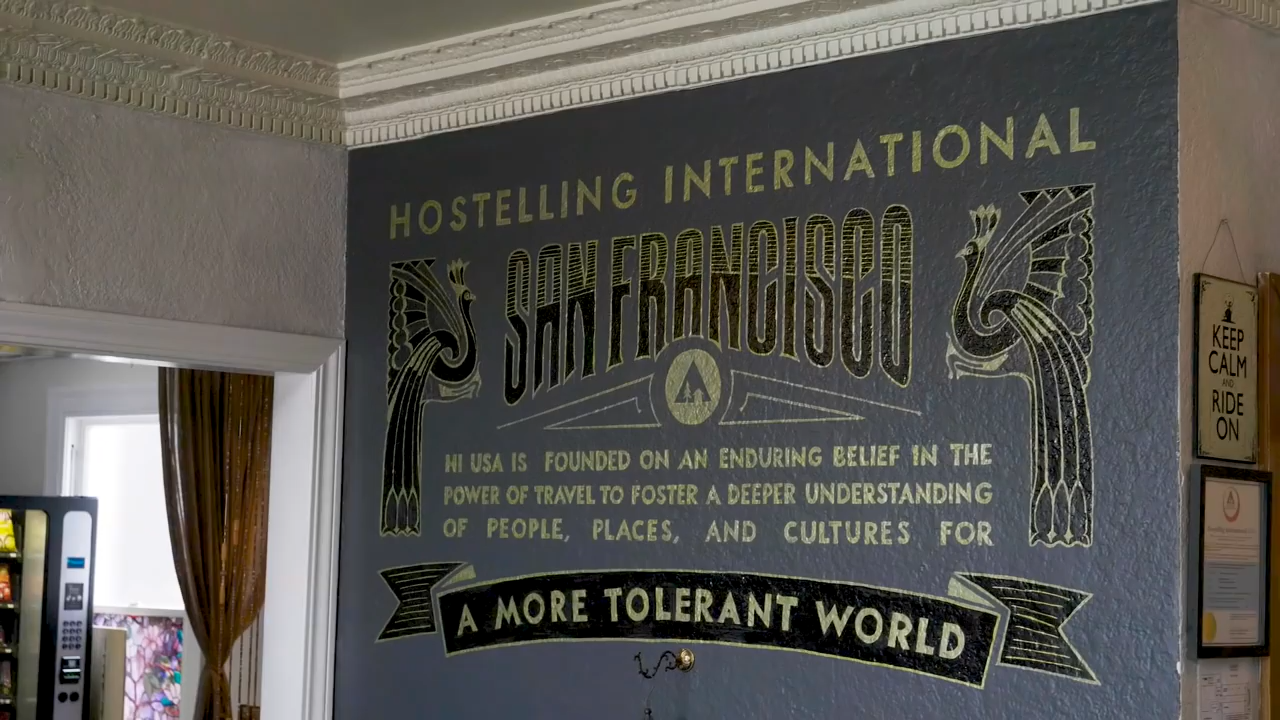 HOSTELLING INTERNATIONAL
SAN FRANCISCO
HI USA IS FOUNDED ON AN ENDURING BELIEF IN THE
POWER OF TRAVEL TO FOSTER A DEEPER UNDERSTANDING
OF PEOPLE, PLACES, AND CULTURES FOR
A MORE TOLERANT WORLD
KEEP
CALM
AND
RIDE
ON